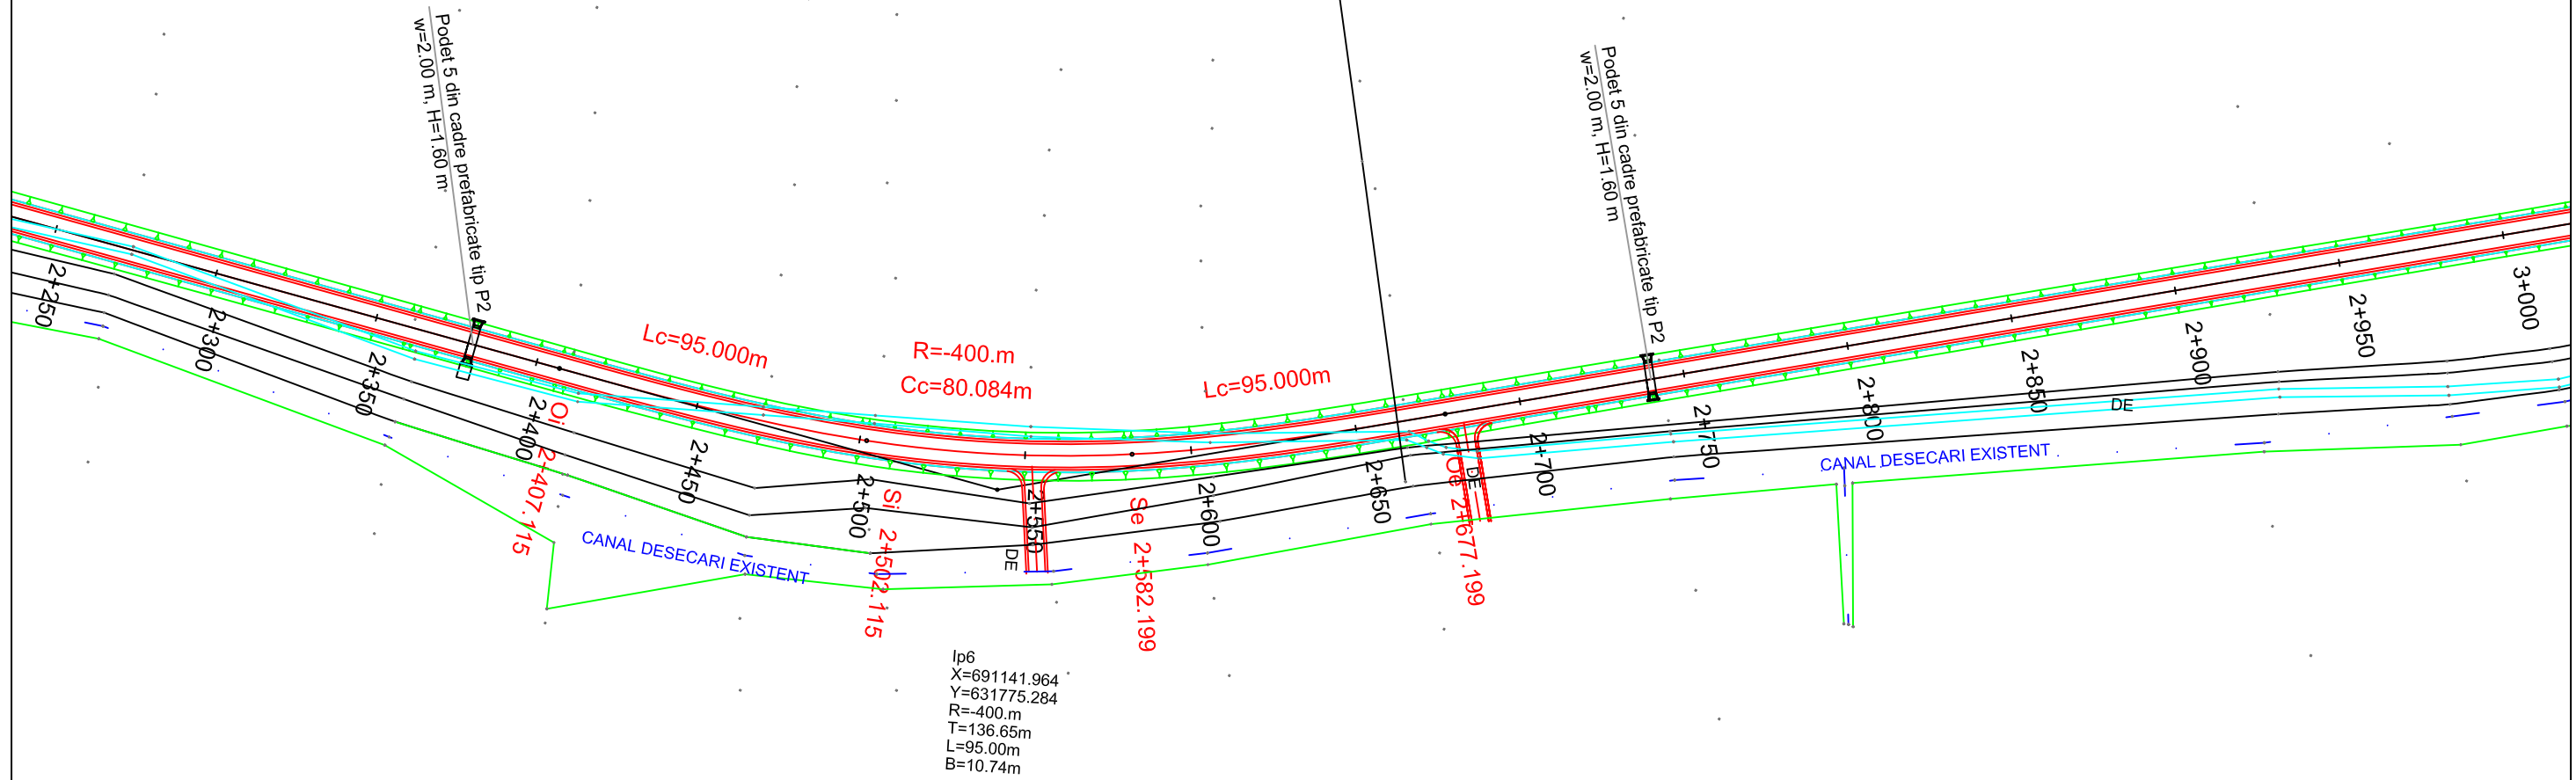 Podet 5 din cadre prefabricate tip P2
w=2.00 m, H=1.60 m
Podet 5 din cadre prefabricate tip P2
w=2.00 m, H=1.60 m
Lc=95.000m
R=-400.m
Cc=80.084m
Lc=95.000m
2+250
2+300
2+350
2+400
2+450
2+500
2+550
2+600
2+650
2+700
2+750
2+800
2+850
2+900
2+950
3+000
Oi 2+407.15
Si 2+502.15
Se 2+582.199
Oe 2+677.199
DE
DE
DE
CANAL DESECARI EXISTENT
CANAL DESECARI EXISTENT
Ip6
X=691141.964
Y=631775.284
R=-400.m
T=136.65m
L=95.00m
B=10.74m